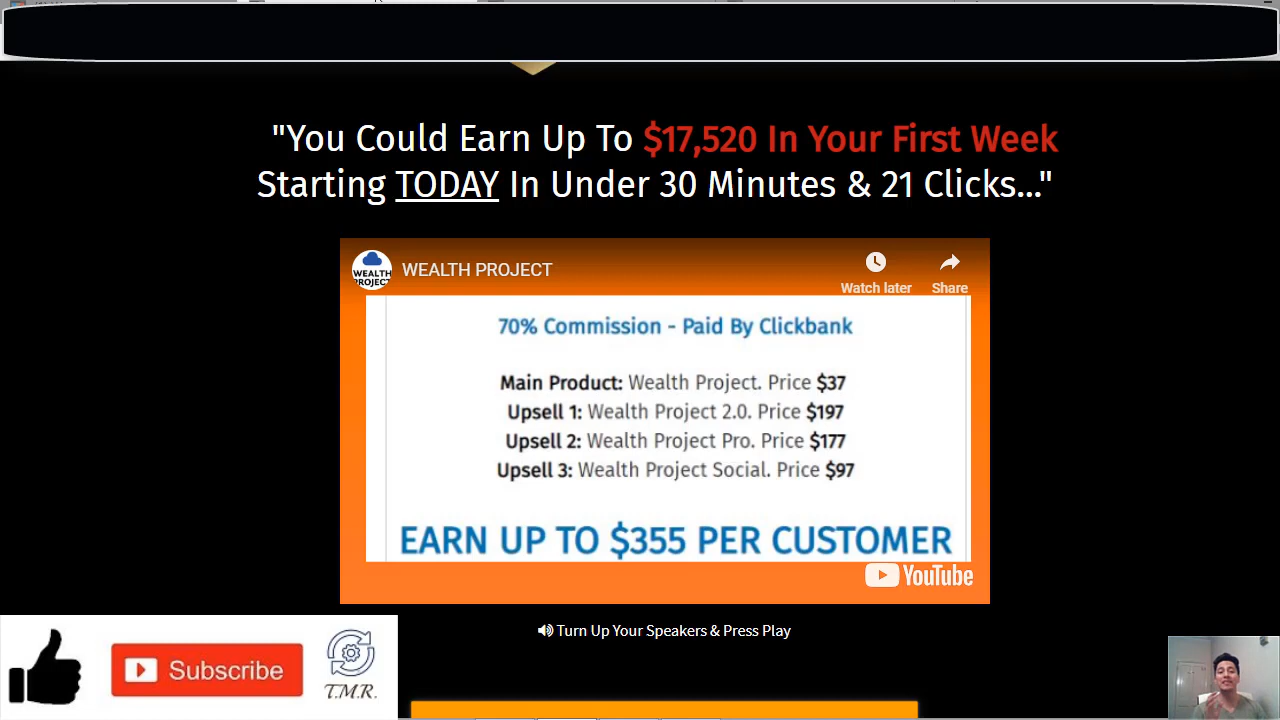 "You Could Earn Up To $17,520 In Your First Week
Starting TODAY In Under 30 Minutes & 21 Clicks..."
WEALTH
PROJECT
WEALTH PROJECT
Watch later
Share
70% Commission - Paid By Clickbank
Main Product: Wealth Project. Price $37
Upsell 1: Wealth Project 2.0. Price $197
Upsell 2: Wealth Project Pro. Price $177
Upsell 3: Wealth Project Social. Price $97
EARN UP TO $355 PER CUSTOMER
YouTube
Turn Up Your Speakers & Press Play
Subscribe
T.M.R.